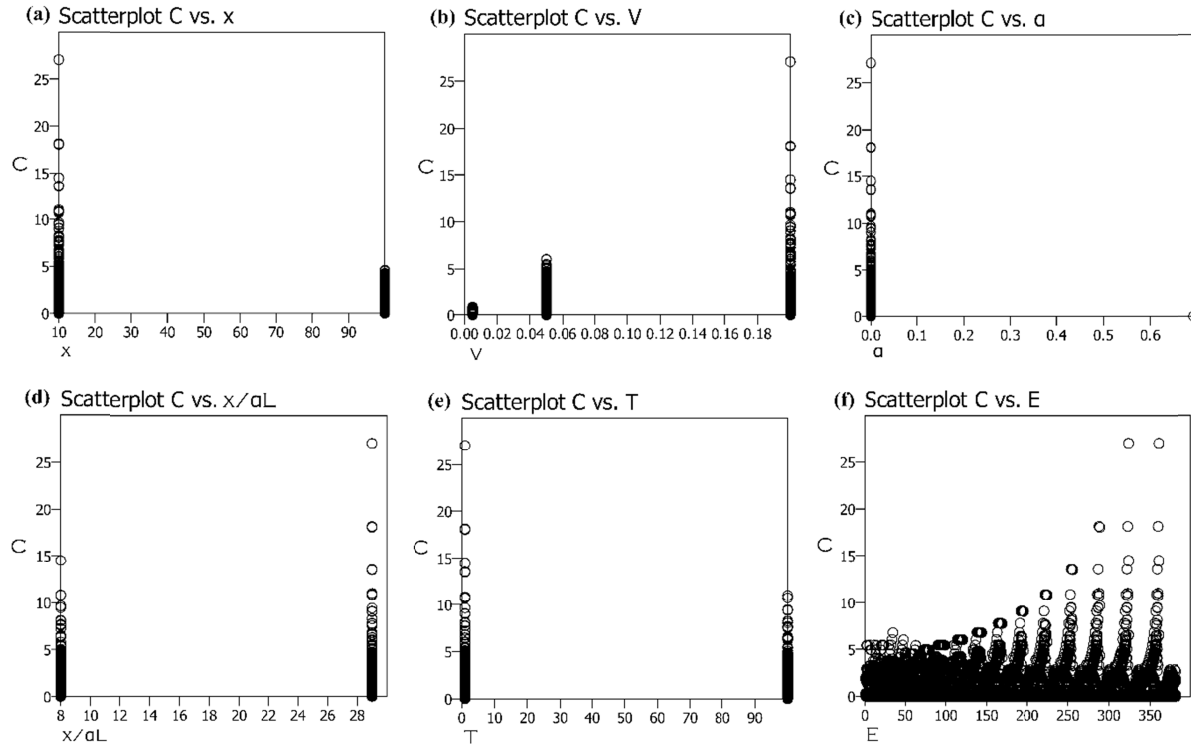 (a) Scatterplot C vs. x
25
20
C
15
10
5
0
10 20 30 40 50 60 70 80 90
x
(b) Scatterplot C vs. V
25
20
C
15
10
5
0
0.00 0.02 0.04 0.06 0.08 0.10 0.12 0.14 0.16 0.18
V
(c) Scatterplot C vs. a
25
20
C
15
10
5
0
0.0 0.1 0.2 0.3 0.4 0.5 0.6
a
(d) Scatterplot C vs. x/aL
25
20
C
15
10
5
0
8 10 12 14 16 18 20 22 24 26 28
x/aL
(e) Scatterplot C vs. T
25
20
C
15
10
5
0
0 10 20 30 40 50 60 70 80 90
T
(f) Scatterplot C vs. E
25
20
C
15
10
5
0
0 50 100 150 200 250 300 350
E